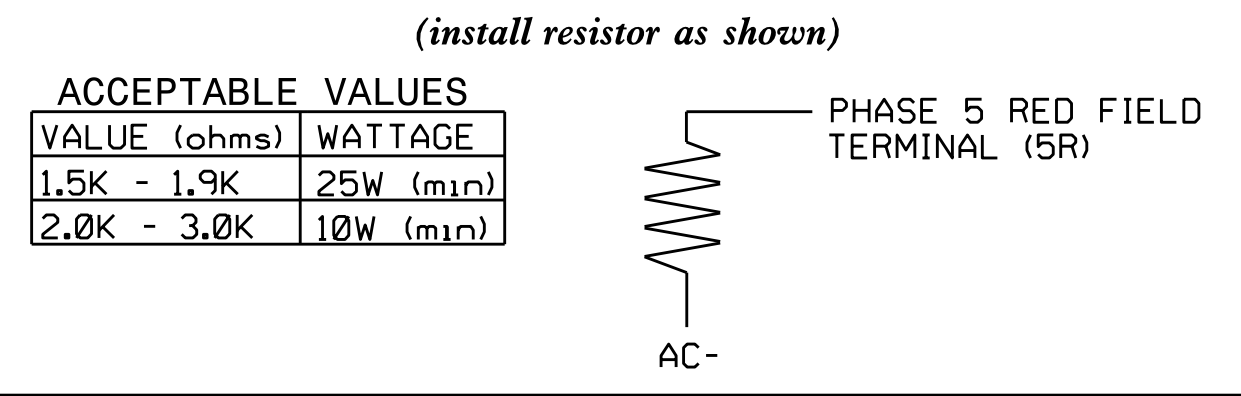 (install resistor as shown)
ACCEPTABLE VALUES
VALUE (ohms) WATTAGE
1.5K - 1.9K 25W (min)
2.0K - 3.0K 10W (min)
PHASE 5 RED FIELD
TERMINAL (5R)
AC-